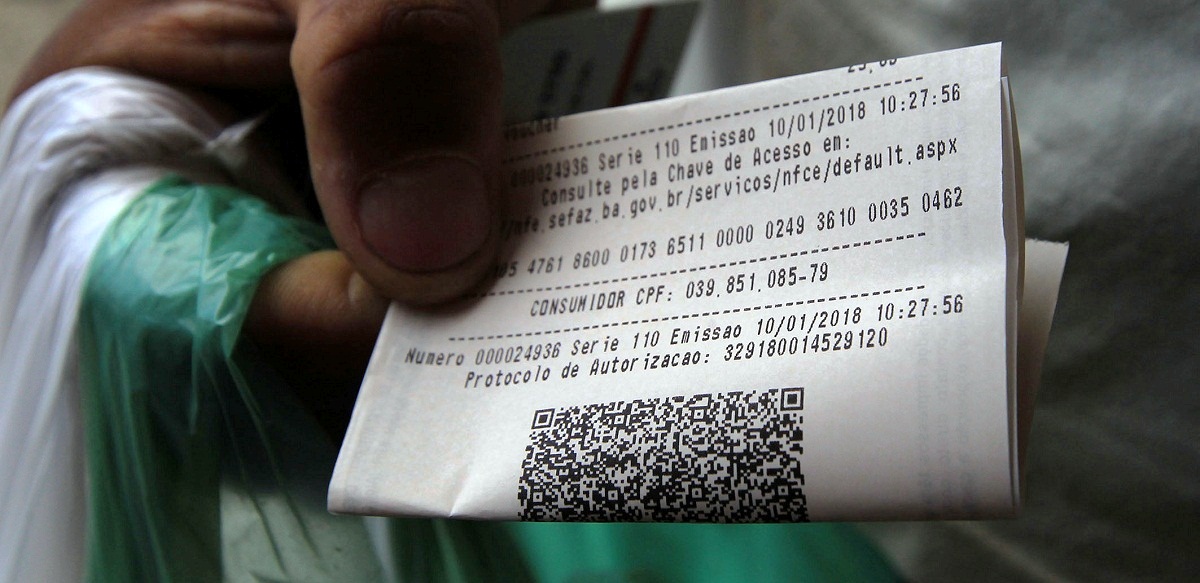 000024936 Serie 110 Emissao 10/01/2018 10:27:56
Consulte pela Chave de Acesso em:
/nfe.sefaz.ba.gov.br/servicos/nfce/default.aspx
4761 8600 0173 6511 0000 0249 3610 0035 0462
CONSUMIDOR CPF: 039.851.085-79
Numero 000024936 Serie 110 Emissao 10/01/2018 10:27:56
Protocolo de Autorizacao: 329180014529120